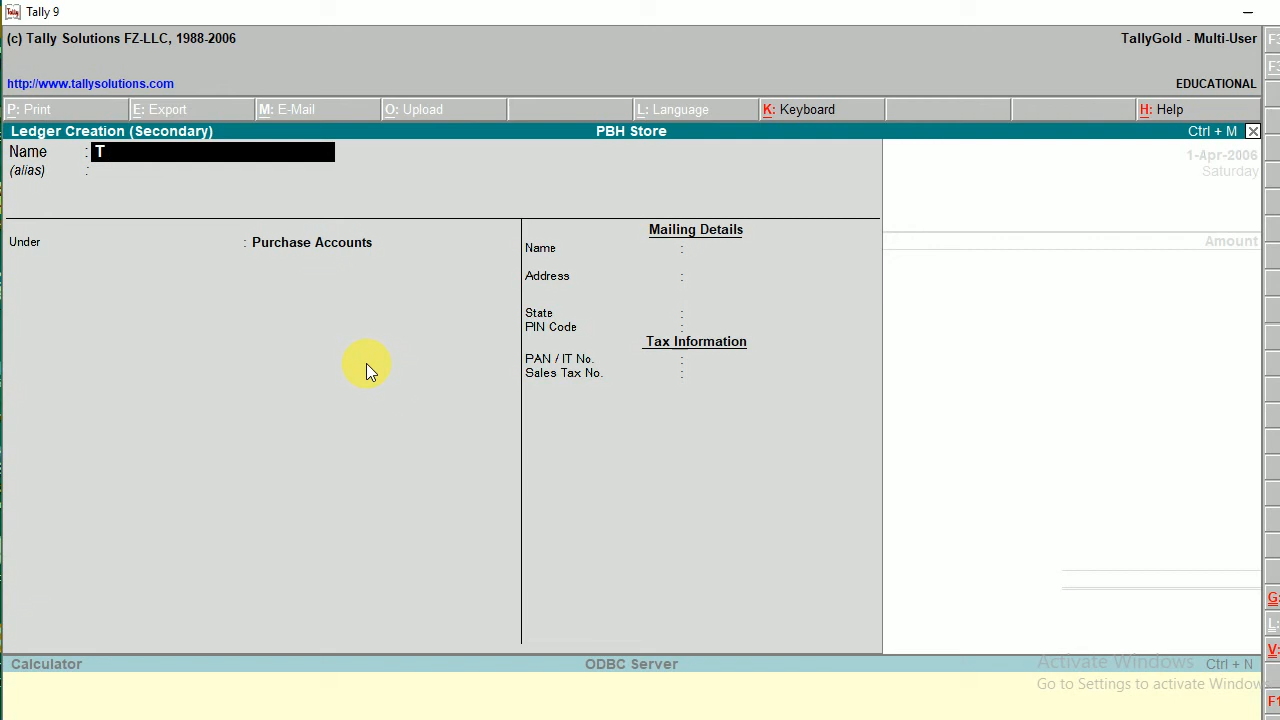 Tally 9
(c) Tally Solutions FZ-LLC, 1988-2006 TallyGold - Multi-User
http://www.tallysolutions.com EDUCATIONAL
P: Print E: Export M: E-Mail O: Upload L: Language K: Keyboard H: Help
Ledger Creation (Secondary) PBH Store Ctrl + M
Name : T
(alias) :
1-Apr-2006
Saturday
Under : Purchase Accounts
Mailing Details
Name :
Address :
State :
PIN Code :
Tax Information
PAN / IT No. :
Sales Tax No. :
Amount
G:
L:
V:
Calculator ODBC Server Ctrl + N
Activate Windows
Go to Settings to activate Windows